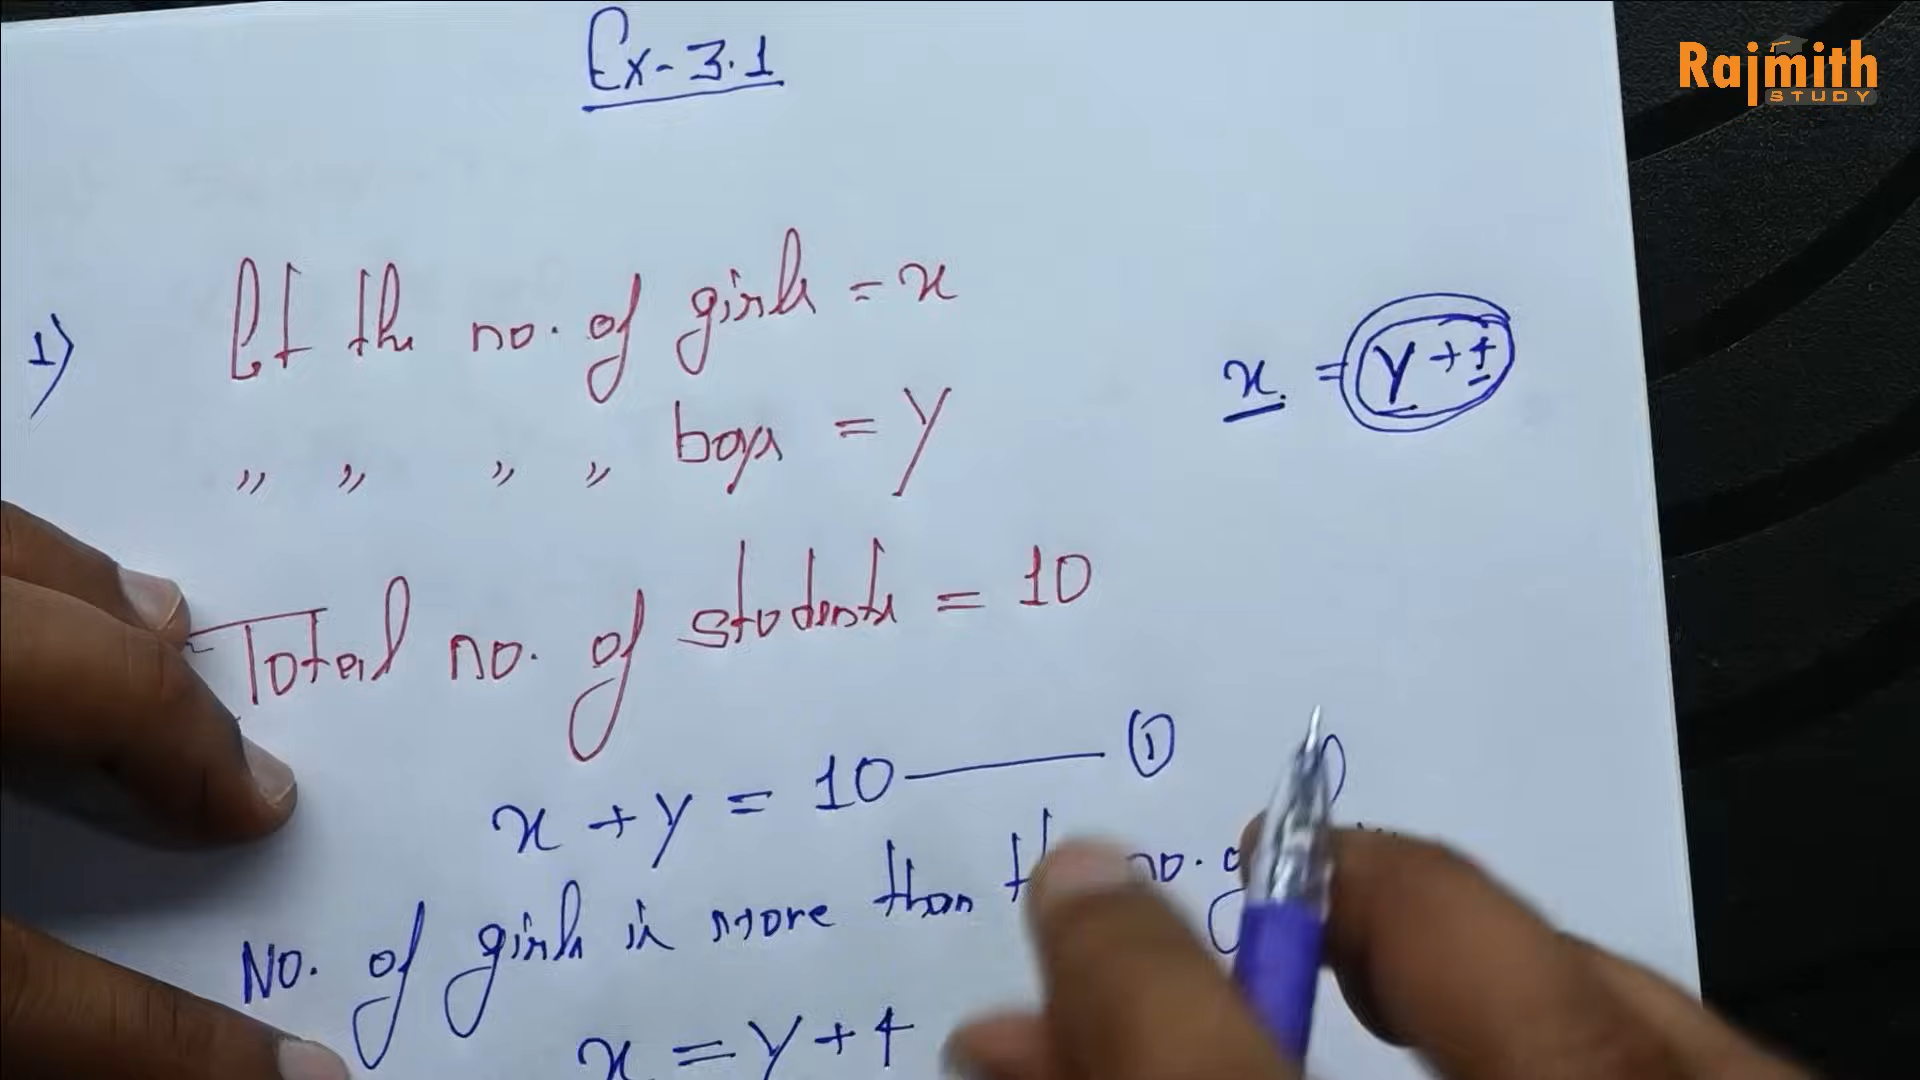 Rajmith
STUDY
Ex-3.1
1) Let the no. of girls = x
x = y + 4
,, ,, ,, ,, boys = y
Total no. of students = 10
x + y = 10 —— ①
No. of girls is more than no.
x = y + 4